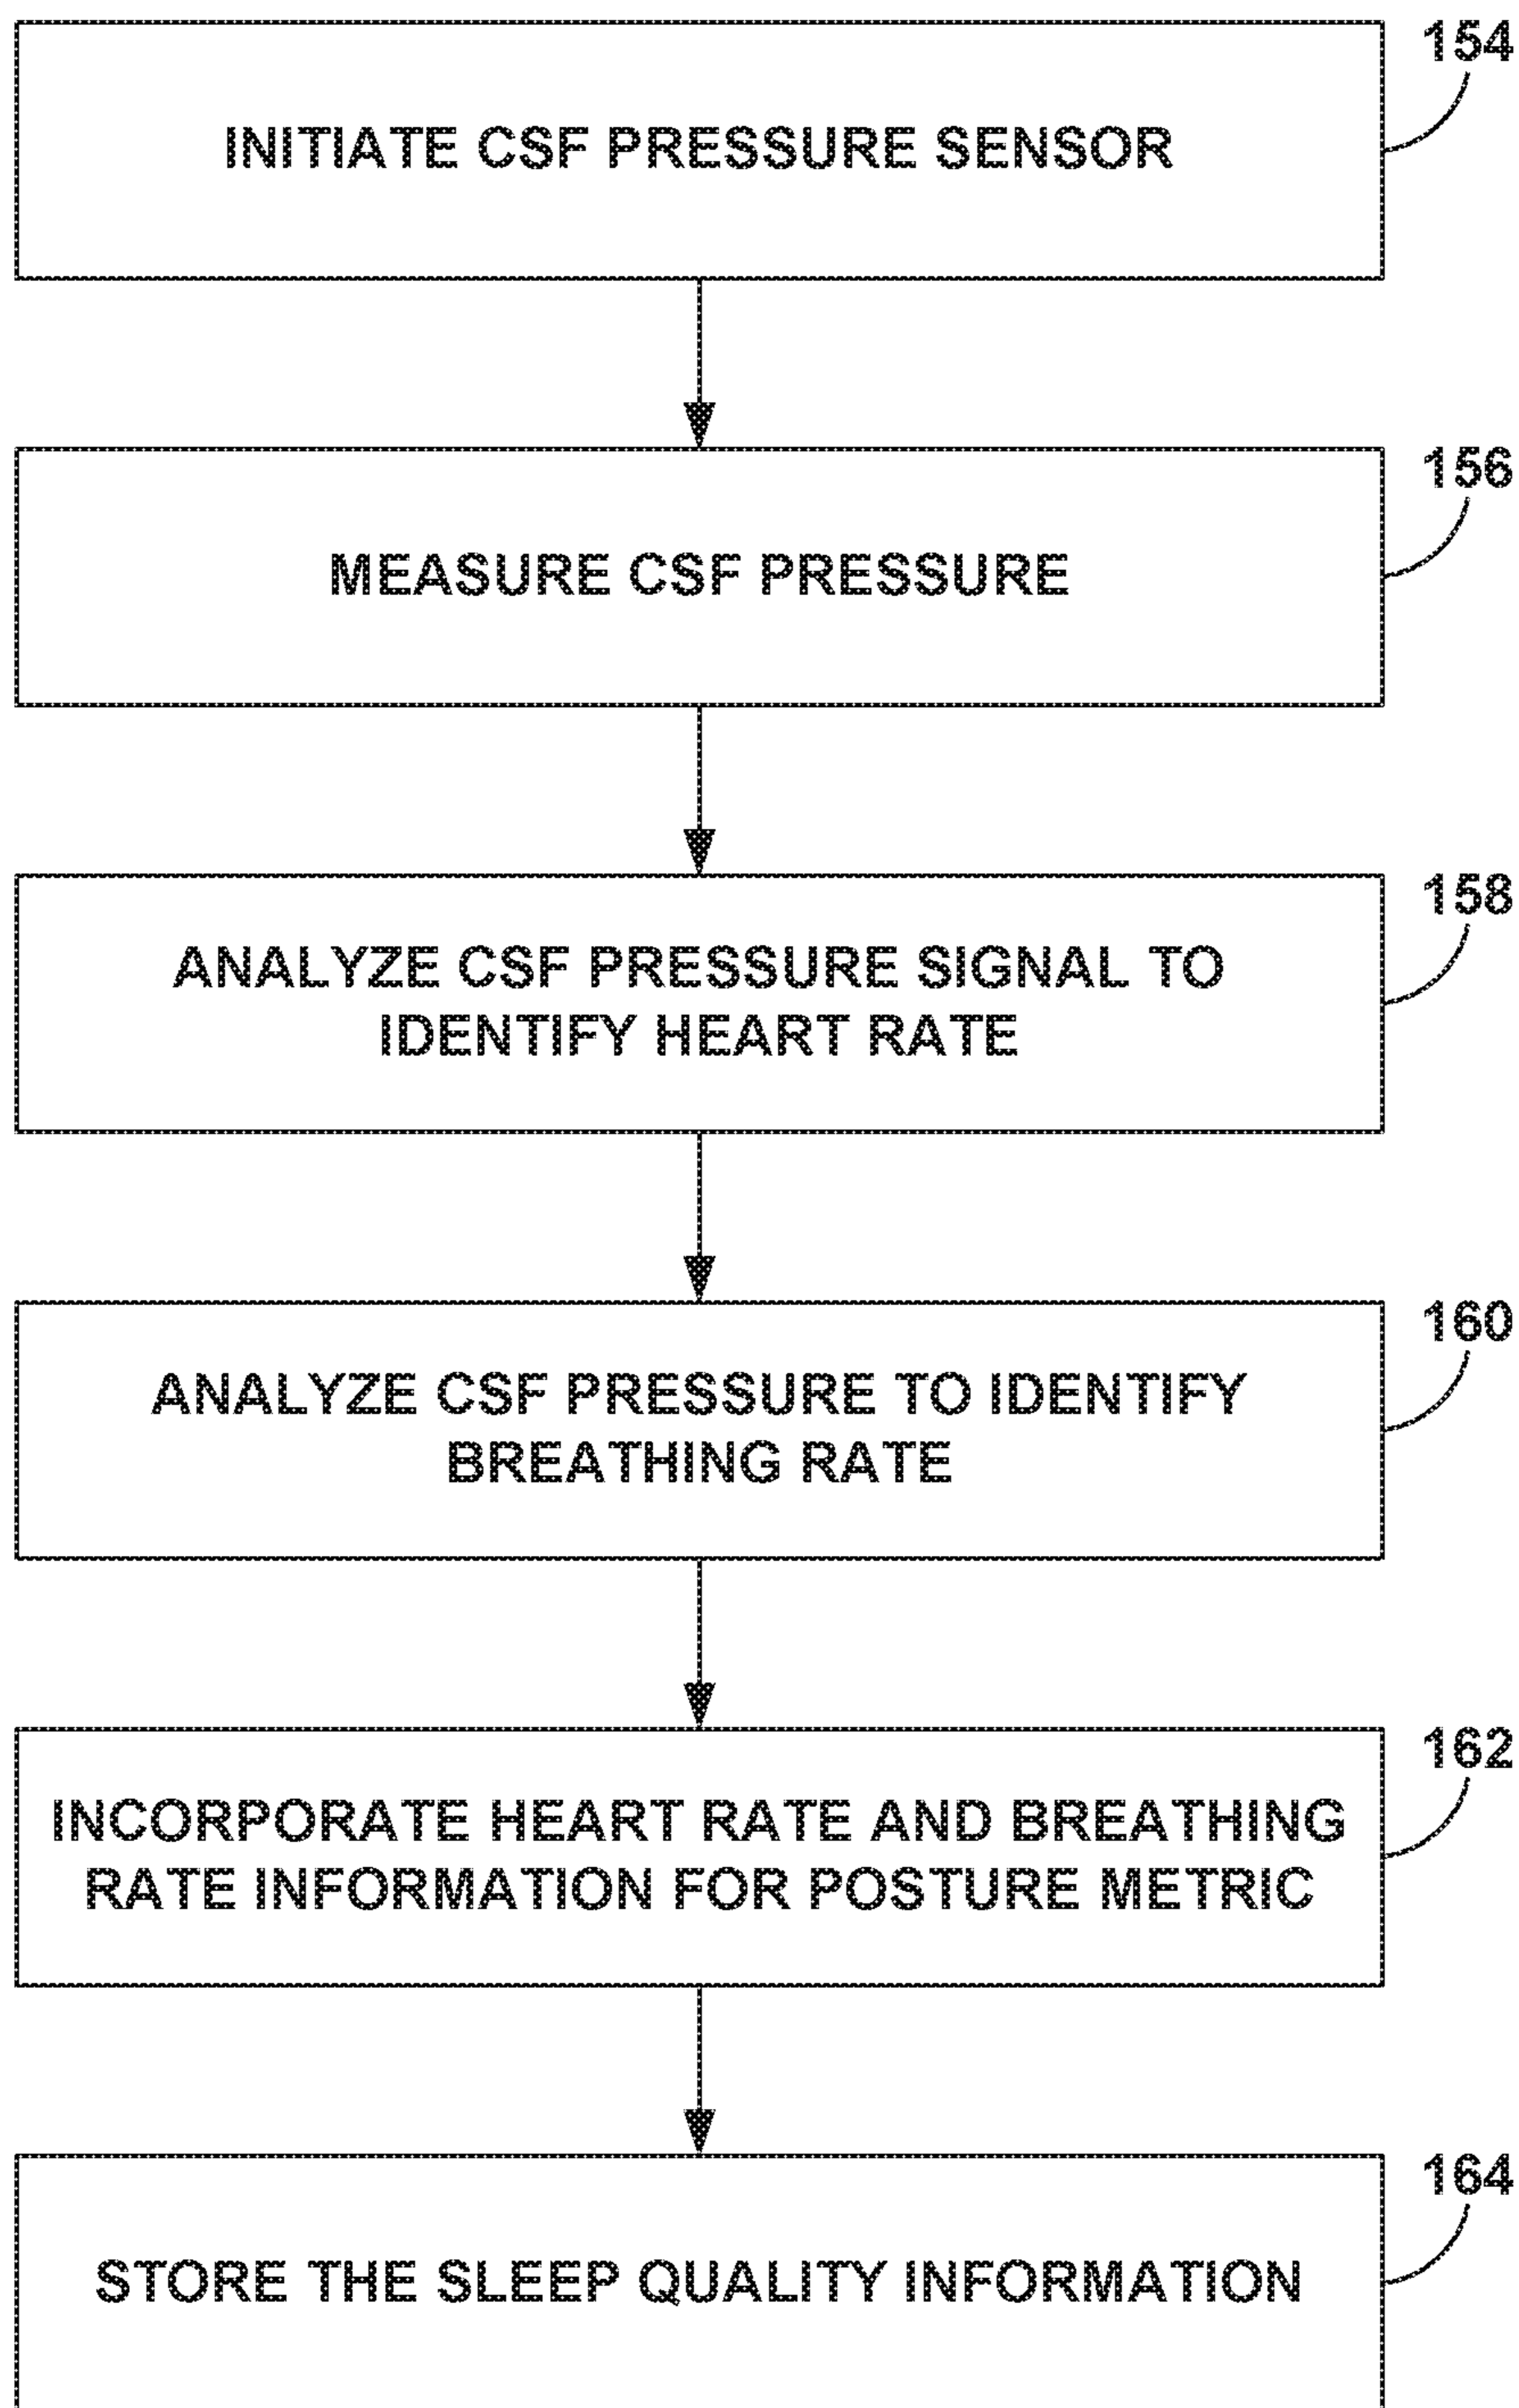 154
INITIATE CSF PRESSURE SENSOR
156
MEASURE CSF PRESSURE
158
ANALYZE CSF PRESSURE SIGNAL TO
IDENTIFY HEART RATE
160
ANALYZE CSF PRESSURE TO IDENTIFY
BREATHING RATE
162
INCORPORATE HEART RATE AND BREATHING
RATE INFORMATION FOR POSTURE METRIC
164
STORE THE SLEEP QUALITY INFORMATION